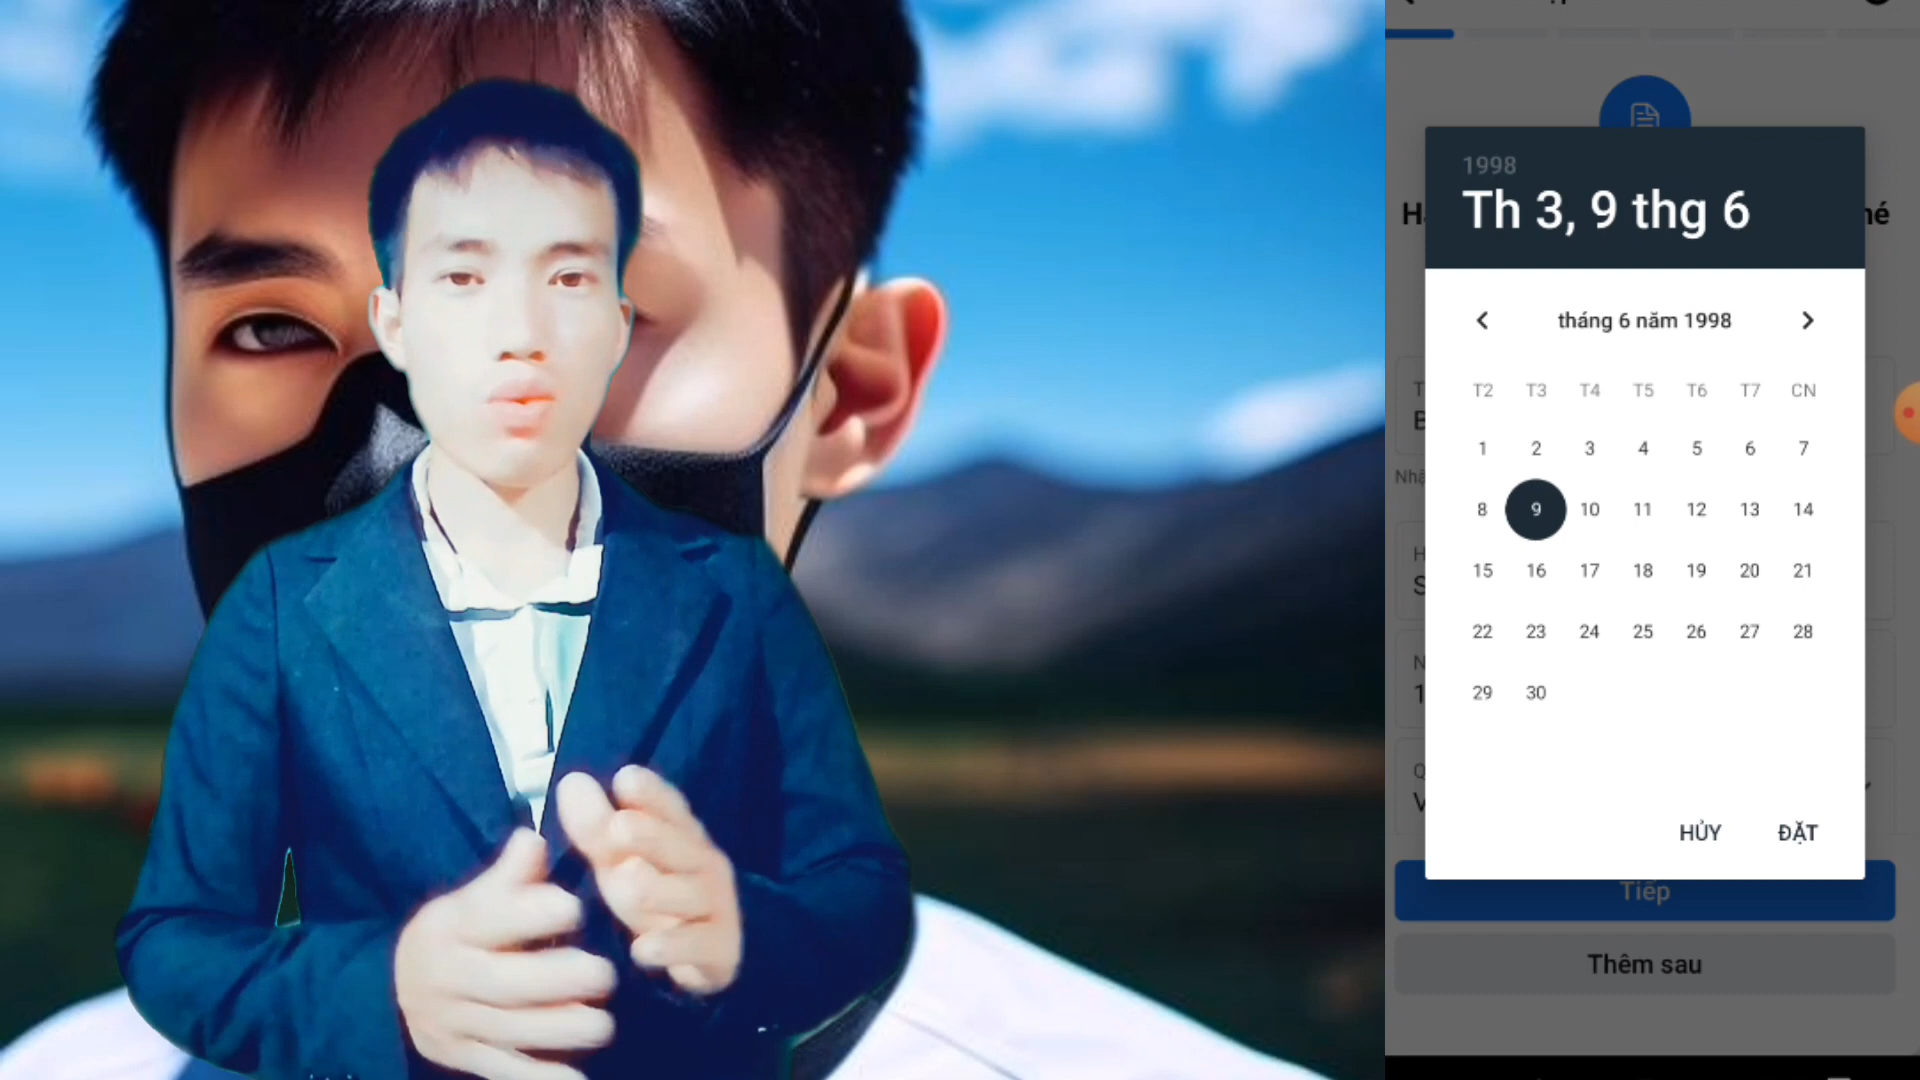 1998
Th 3, 9 thg 6
tháng 6 năm 1998
T2 T3 T4 T5 T6 T7 CN
1 2 3 4 5 6 7
8 9 10 11 12 13 14
15 16 17 18 19 20 21
22 23 24 25 26 27 28
29 30
HỦY ĐẶT
Tiếp
Thêm sau